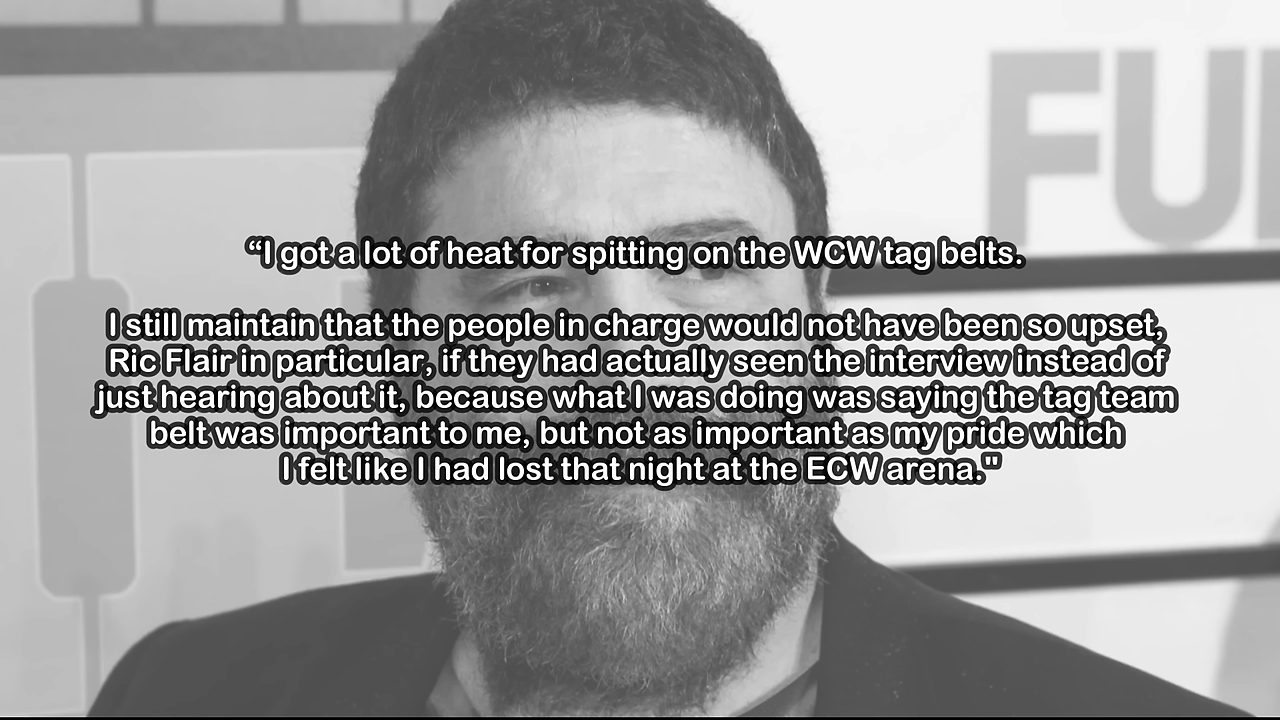 FU
“I got a lot of heat for spitting on the WCW tag belts.
I still maintain that the people in charge would not have been so upset,
Ric Flair in particular, if they had actually seen the interview instead of
just hearing about it, because what I was doing was saying the tag team
belt was important to me, but not as important as my pride which
I felt like I had lost that night at the ECW arena."